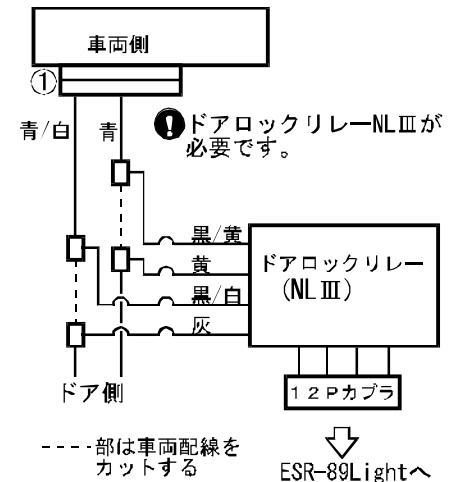 車両側
①
青/白
青
ドアロックリレーNLⅢが
必要です。
黒/黄
黄
黒/白
灰
ドアロックリレー
(NLⅢ)
ドア側
12Pカプラ
----部は車両配線を
カットする
ESR-89Lightへ